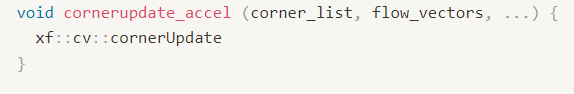 void cornerupdate_accel (corner_list, flow_vectors, ...) {
  xf::cv::cornerUpdate
}